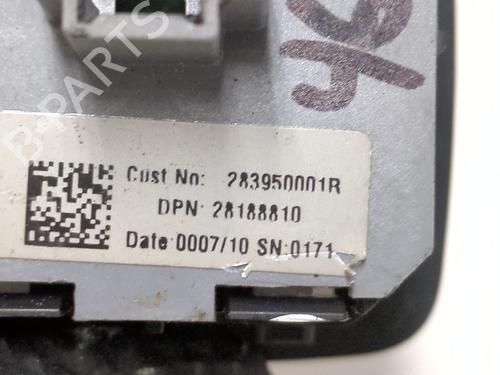 Cust No: 283950001R
DPN: 28188810
Date:0007/10 SN:0171
B-PARTS